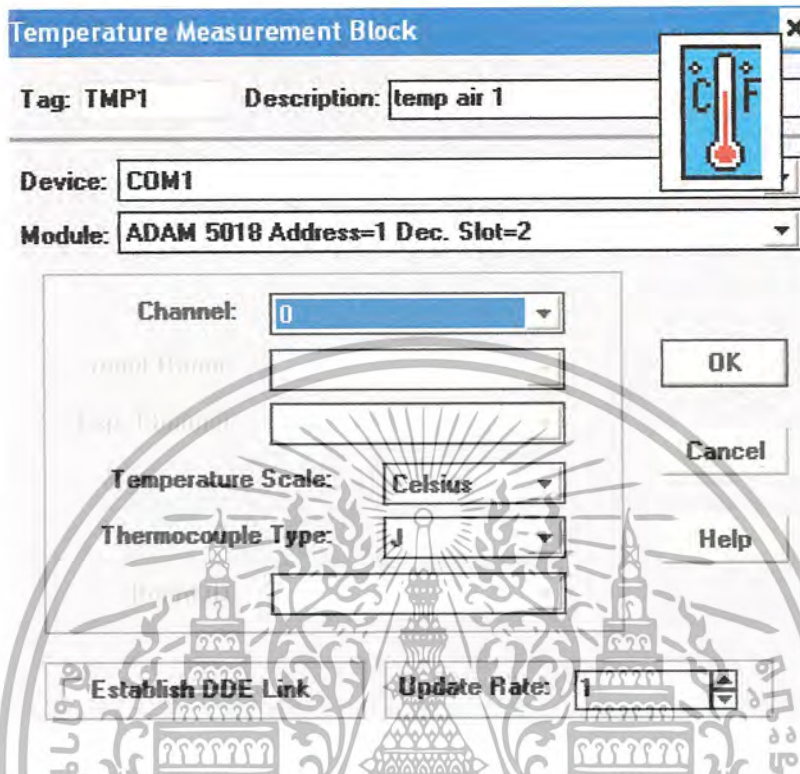 Temperature Measurement Block
Tag: TMP1 Description: temp air 1
°C °F
Device: COM1
Module: ADAM 5018 Address=1 Dec. Slot=2
Channel: 0
OK
Cancel
Temperature Scale: Celsius
Thermocouple Type: J
Help
Establish DDE Link Update Rate: 1